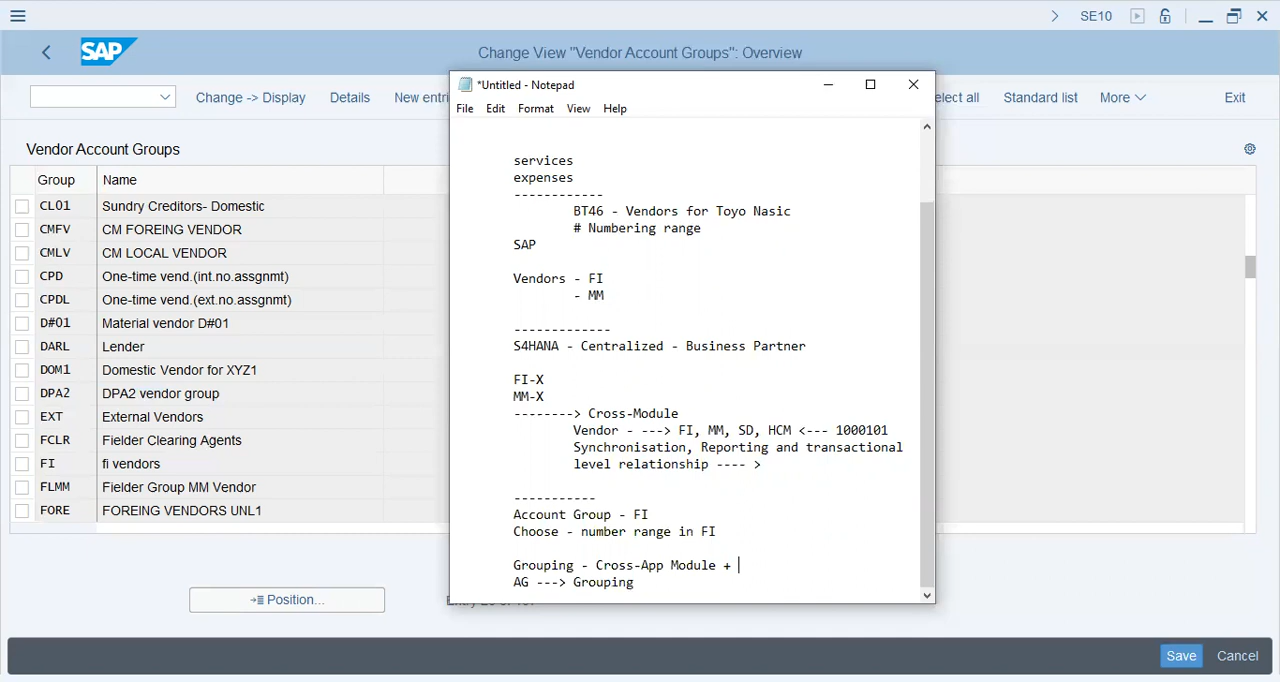 SE10
SAP
Change View "Vendor Account Groups": Overview
Change -> Display
Details
New entri
elect all
Standard list
More
Exit
*Untitled - Notepad
File Edit Format View Help
services
expenses
------------
BT46 - Vendors for Toyo Nasic
# Numbering range
SAP
Vendors - FI
- MM
-------------
S4HANA - Centralized - Business Partner
FI-X
MM-X
--------> Cross-Module
Vendor - ---> FI, MM, SD, HCM <--- 1000101
Synchronisation, Reporting and transactional
level relationship ---- >
-----------
Account Group - FI
Choose - number range in FI
Grouping - Cross-App Module +
AG ---> Grouping
Vendor Account Groups
Group Name
CL01 Sundry Creditors- Domestic
CMFV CM FOREING VENDOR
CMLV CM LOCAL VENDOR
CPD One-time vend.(int.no.assgnmt)
CPDL One-time vend.(ext.no.assgnmt)
D#01 Material vendor D#01
DARL Lender
DOM1 Domestic Vendor for XYZ1
DPA2 DPA2 vendor group
EXT External Vendors
FCLR Fielder Clearing Agents
FI fi vendors
FLMM Fielder Group MM Vendor
FORE FOREING VENDORS UNL1
Position...
Save
Cancel